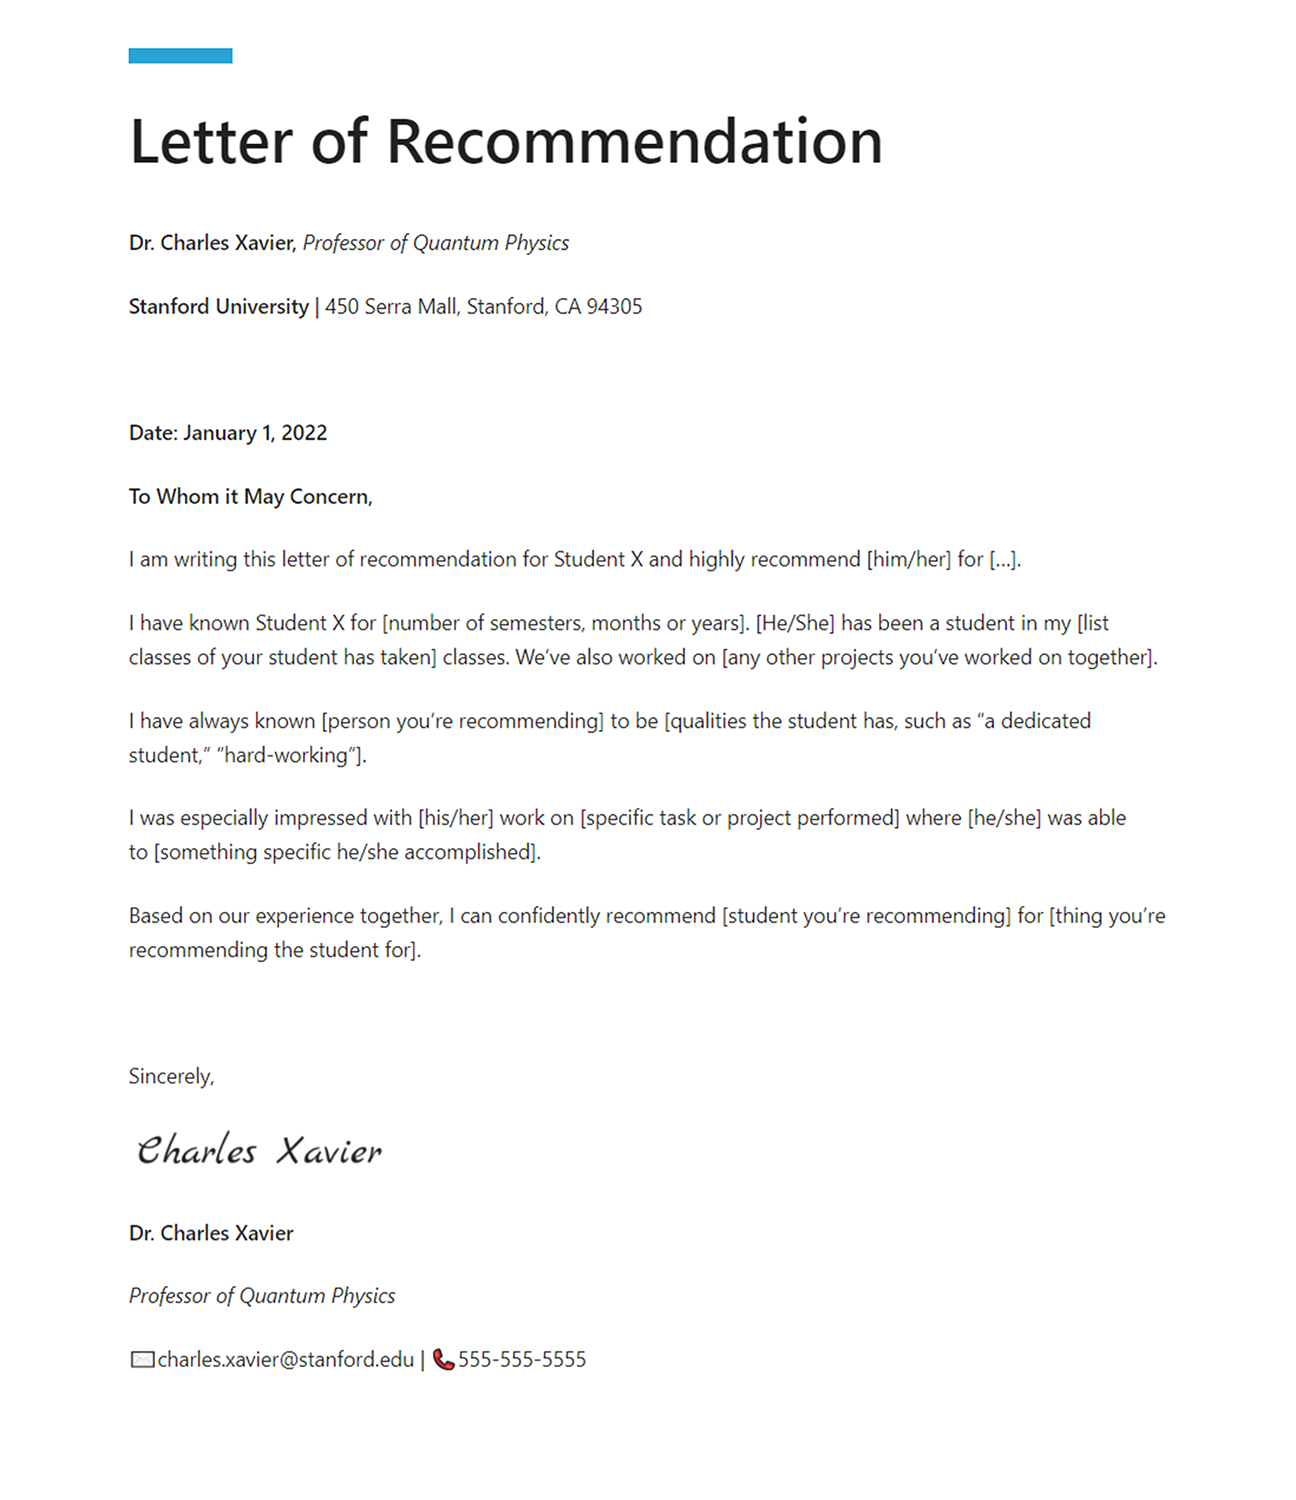 Letter of Recommendation
Dr. Charles Xavier, Professor of Quantum Physics
Stanford University | 450 Serra Mall, Stanford, CA 94305
Date: January 1, 2022
To Whom it May Concern,
I am writing this letter of recommendation for Student X and highly recommend [him/her] for [...].
I have known Student X for [number of semesters, months or years]. [He/She] has been a student in my [list
classes of your student has taken] classes. We’ve also worked on [any other projects you’ve worked on together].
I have always known [person you’re recommending] to be [qualities the student has, such as “a dedicated
student,” “hard-working”].
I was especially impressed with [his/her] work on [specific task or project performed] where [he/she] was able
to [something specific he/she accomplished].
Based on our experience together, I can confidently recommend [student you’re recommending] for [thing you’re
recommending the student for].
Sincerely,
Charles Xavier
Dr. Charles Xavier
Professor of Quantum Physics
charles.xavier@stanford.edu | 555-555-5555